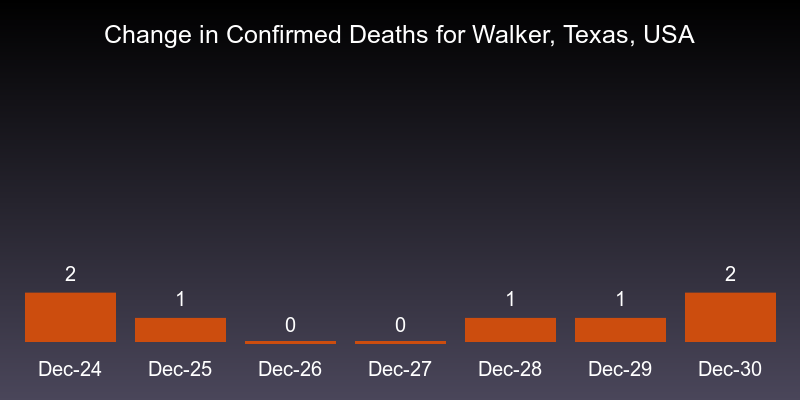 Change in Confirmed Deaths for Walker, Texas, USA
2
1
0
0
1
1
2
Dec-24
Dec-25
Dec-26
Dec-27
Dec-28
Dec-29
Dec-30